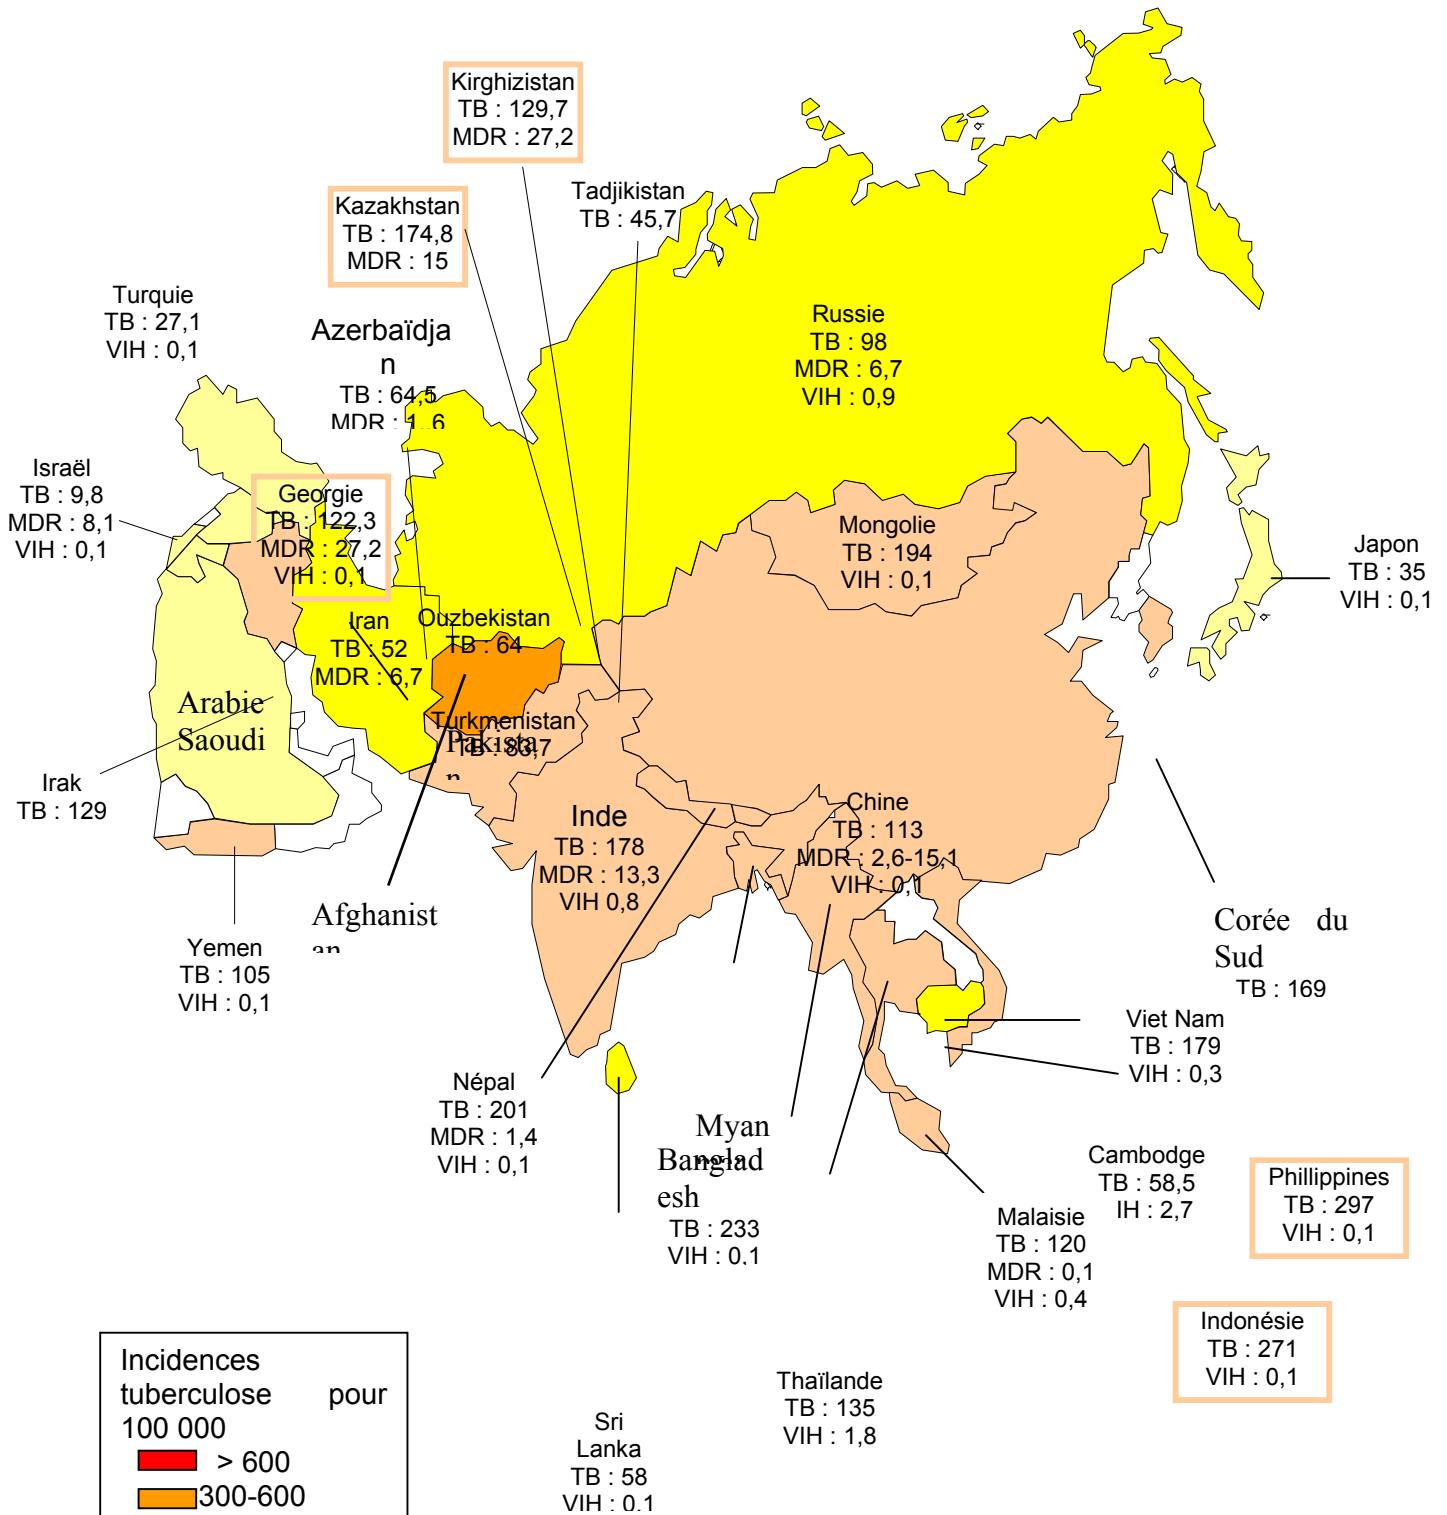 Kirghizistan
TB : 129,7
MDR : 27,2
Kazakhstan
TB : 174,8
MDR : 15
Tadjikistan
TB : 45,7
Turquie
TB : 27,1
VIH : 0,1
Azerbaïdja
n
TB : 64,5
MDR : 1,6
Russie
TB : 98
MDR : 6,7
VIH : 0,9
Israël
TB : 9,8
MDR : 8,1
VIH : 0,1
Georgie
TB : 122,3
MDR : 27,2
VIH : 0,1
Mongolie
TB : 194
VIH : 0,1
Japon
TB : 35
VIH : 0,1
Iran
TB : 52
MDR : 6,7
Ouzbekistan
TB : 64
Arabie
Saoudi
Turkmenistan
TB : 83,7
Pakista
n
Irak
TB : 129
Inde
TB : 178
MDR : 13,3
VIH 0,8
Chine
TB : 113
MDR : 2,6-15,1
VIH : 0,1
Afghanist
an
Corée du
Sud
TB : 169
Yemen
TB : 105
VIH : 0,1
Viet Nam
TB : 179
VIH : 0,3
Népal
TB : 201
MDR : 1,4
VIH : 0,1
Myan
Banglad
esh
TB : 233
VIH : 0,1
Cambodge
TB : 58,5
IH : 2,7
Phillippines
TB : 297
VIH : 0,1
Malaisie
TB : 120
MDR : 0,1
VIH : 0,4
Indonésie
TB : 271
VIH : 0,1
Thaïlande
TB : 135
VIH : 1,8
Sri
Lanka
TB : 58
VIH : 0,1
Incidences
tuberculose pour
100 000
> 600
300-600